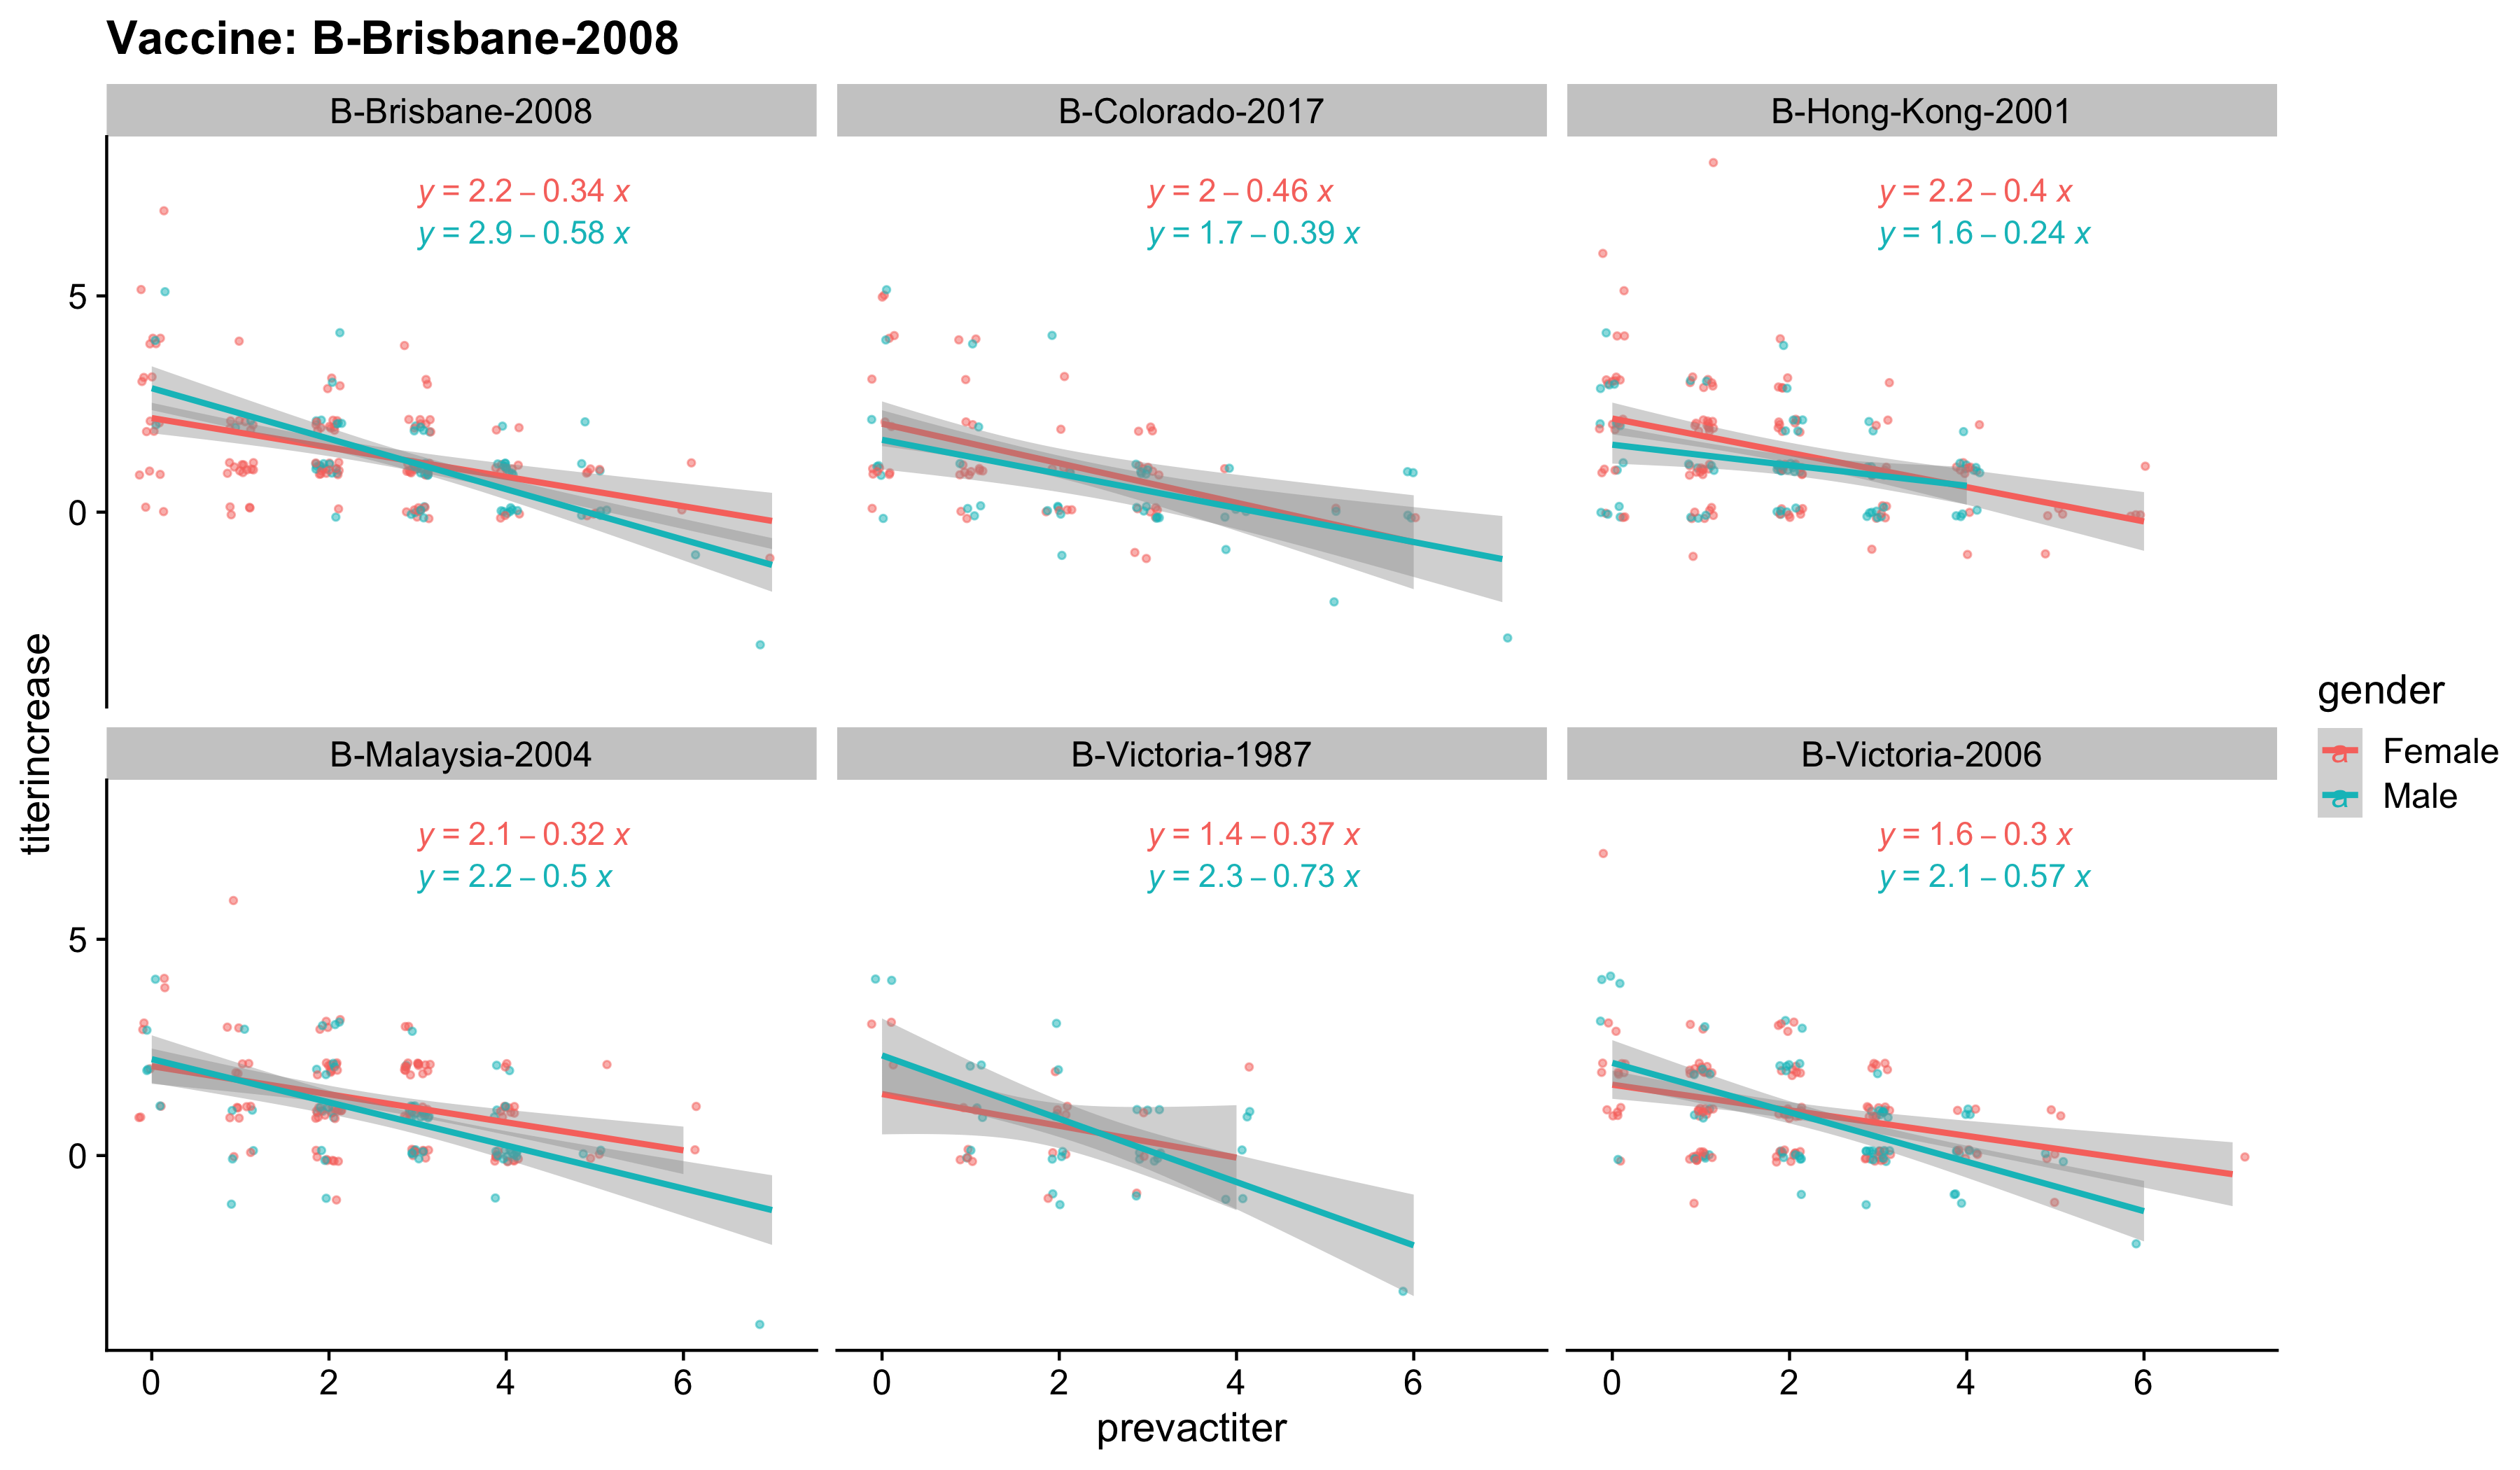 Vaccine: B-Brisbane-2008
B-Brisbane-2008
B-Colorado-2017
B-Hong-Kong-2001
y = 2.2 – 0.34 x
y = 2.9 – 0.58 x
y = 2 – 0.46 x
y = 1.7 – 0.39 x
y = 2.2 – 0.4 x
y = 1.6 – 0.24 x
5
0
titerincrease
B-Malaysia-2004
B-Victoria-1987
B-Victoria-2006
y = 2.1 – 0.32 x
y = 2.2 – 0.5 x
y = 1.4 – 0.37 x
y = 2.3 – 0.73 x
y = 1.6 – 0.3 x
y = 2.1 – 0.57 x
5
0
0 2 4 6
0 2 4 6
0 2 4 6
prevactiter
gender
a Female
a Male